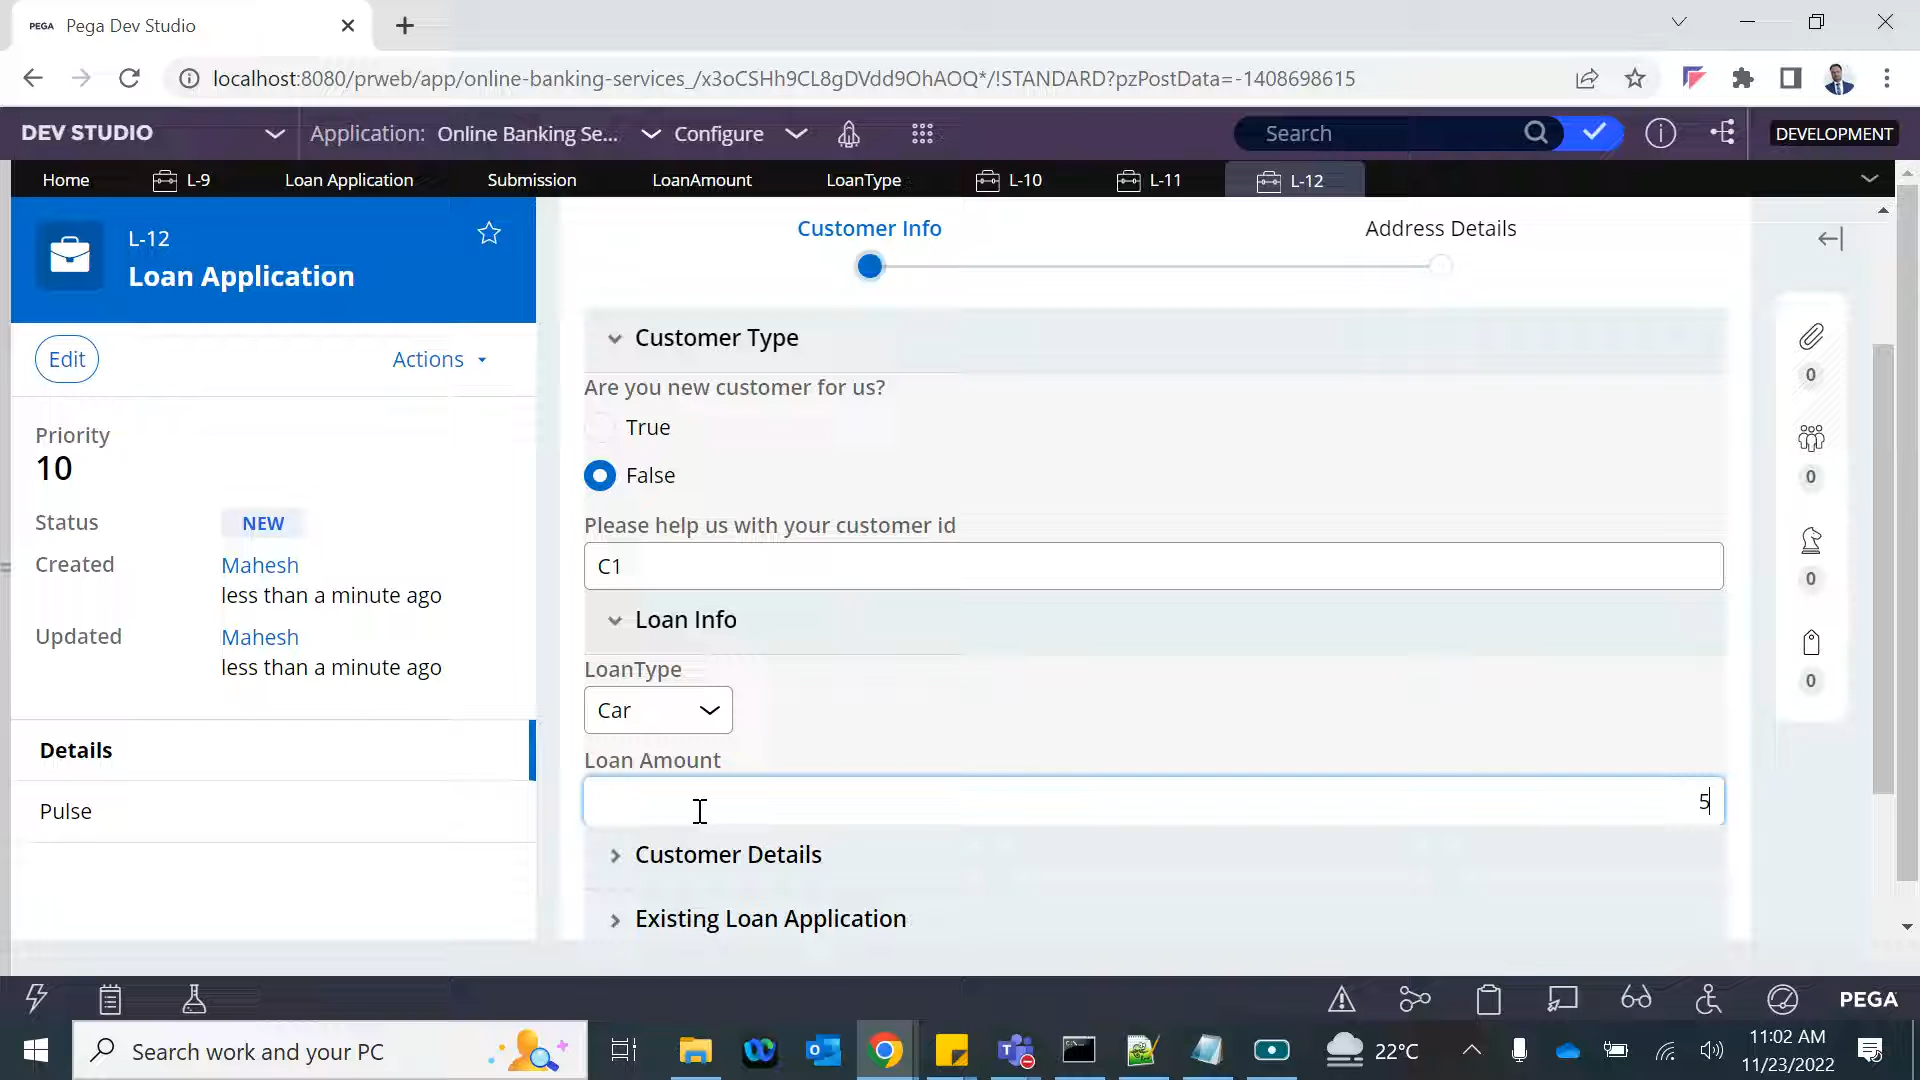 PEGA Pega Dev Studio
localhost:8080/prweb/app/online-banking-services_/x3oCSHh9CL8gDVdd9OhAOQ*/!STANDARD?pzPostData=-1408698615
DEV STUDIO Application: Online Banking Se... Configure Search DEVELOPMENT
Home L-9 Loan Application Submission LoanAmount LoanType L-10 L-11 L-12
L-12
Loan Application
Edit Actions
Priority
10
Status NEW
Created Mahesh
less than a minute ago
Updated Mahesh
less than a minute ago
Details
Pulse
Customer Info Address Details
Customer Type
Are you new customer for us?
True
False
Please help us with your customer id
C1
Loan Info
LoanType
Car
Loan Amount
5
Customer Details
Existing Loan Application
0
0
0
0
PEGA
Search work and your PC
22°C
11:02 AM
11/23/2022